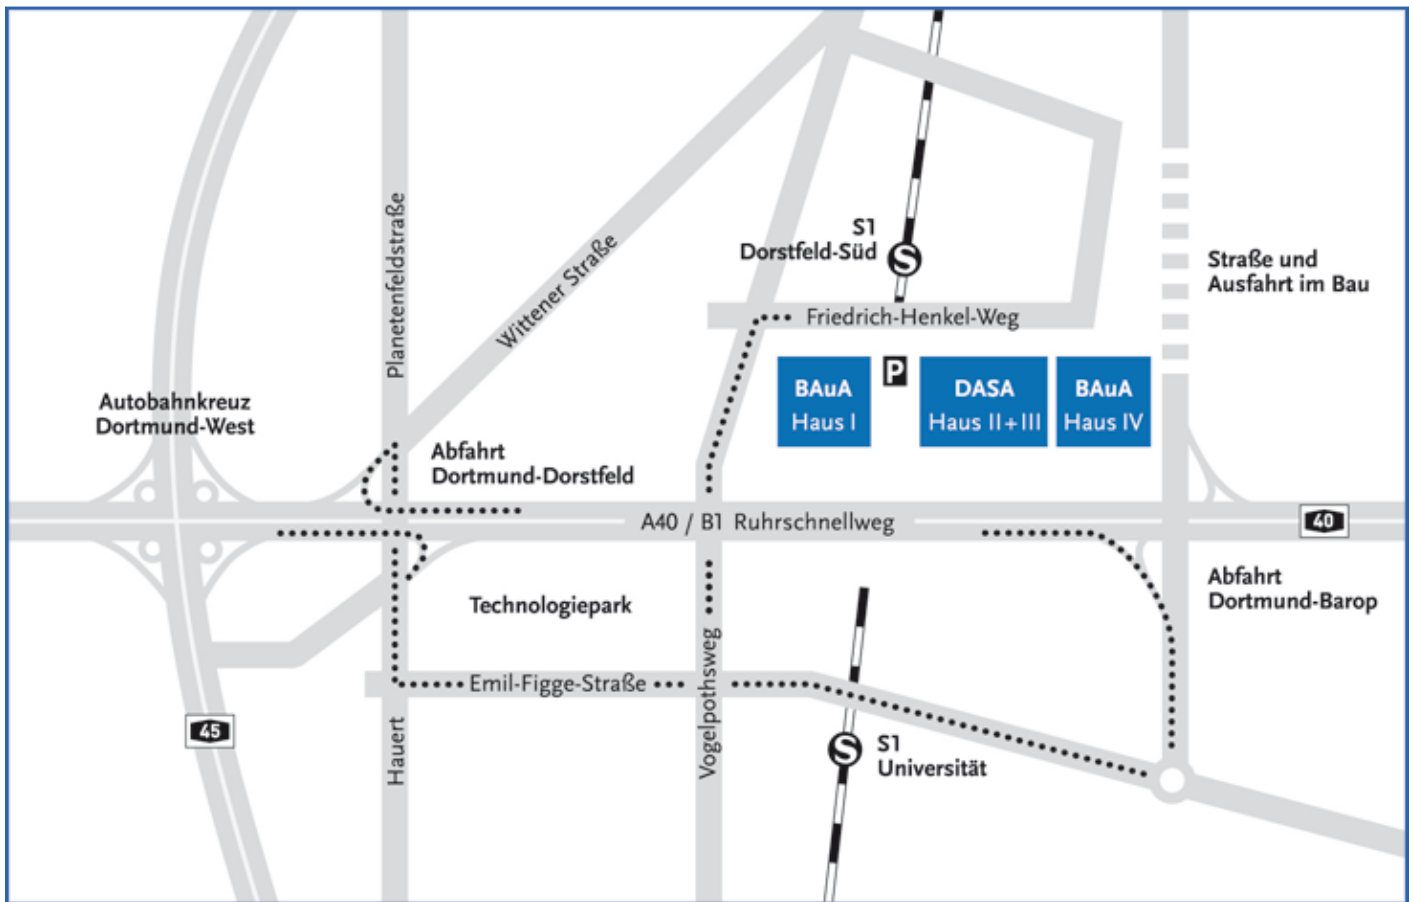 S1
Dorstfeld-Süd
S
Planetenfeldstraße
Wittener Straße
Straße und
Ausfahrt im Bau
Friedrich-Henkel-Weg
P
BAuA
Haus I
DASA
Haus II+III
BAuA
Haus IV
Autobahnkreuz
Dortmund-West
Abfahrt
Dortmund-Dorstfeld
A40 / B1 Ruhrschnellweg
40
Abfahrt
Dortmund-Barop
Technologiepark
Emil-Figge-Straße
Vogelpothsweg
Hauert
45
S
S1
Universität